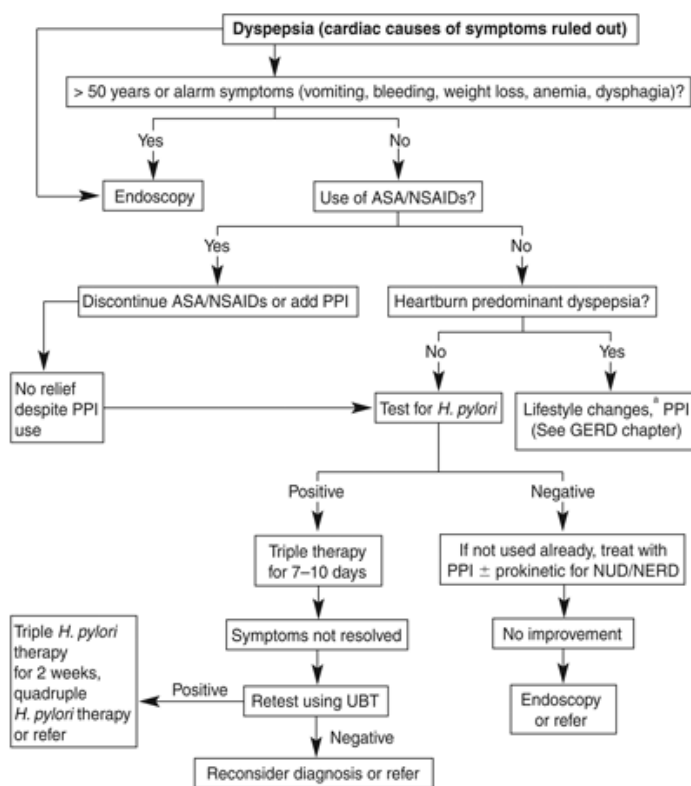 Dyspepsia (cardiac causes of symptoms ruled out)
> 50 years or alarm symptoms (vomiting, bleeding, weight loss, anemia, dysphagia)?
Yes
No
Endoscopy
Use of ASA/NSAIDs?
Yes
No
Discontinue ASA/NSAIDs or add PPI
Heartburn predominant dyspepsia?
No
Yes
No relief
despite PPI
use
Test for H. pylori
Lifestyle changes,a PPI
(See GERD chapter)
Positive
Negative
Triple therapy
for 7–10 days
If not used already, treat with
PPI ± prokinetic for NUD/NERD
Symptoms not resolved
No improvement
Triple H. pylori
therapy
for 2 weeks,
quadruple
H. pylori therapy
or refer
Positive
Retest using UBT
Endoscopy
or refer
Negative
Reconsider diagnosis or refer